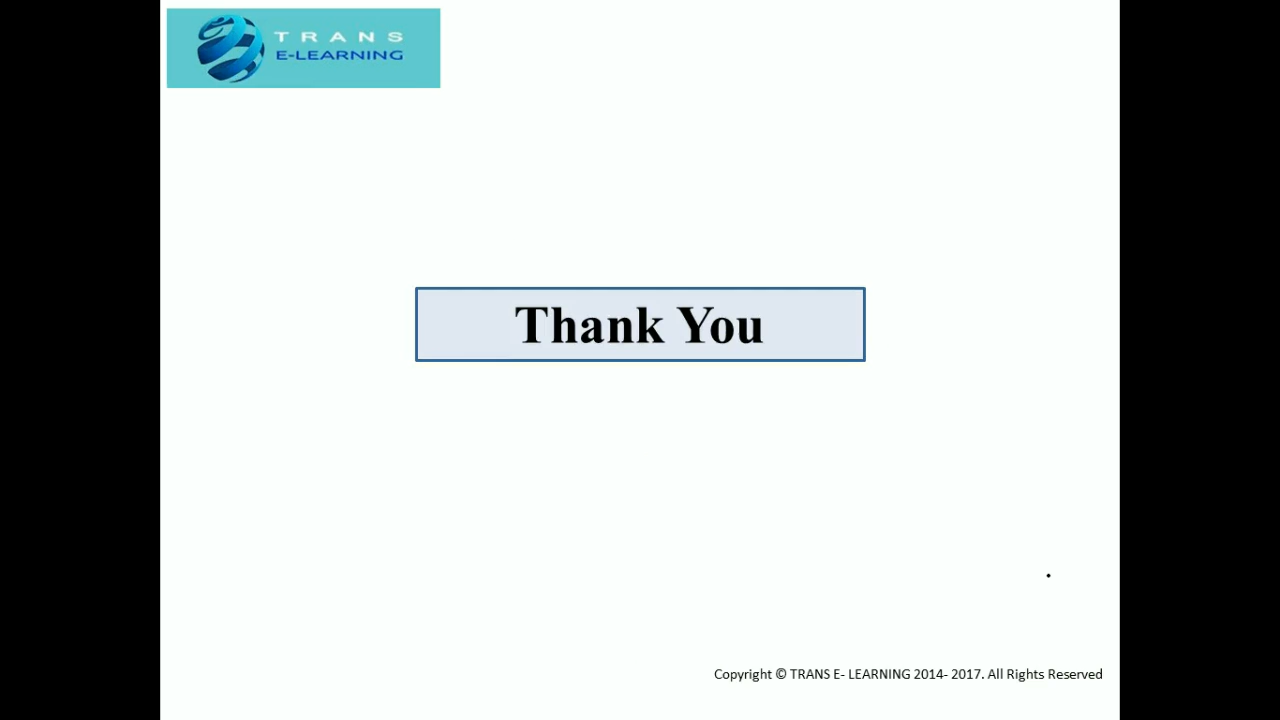 TRANS
E-LEARNING
Thank You
.
Copyright © TRANS E- LEARNING 2014- 2017. All Rights Reserved